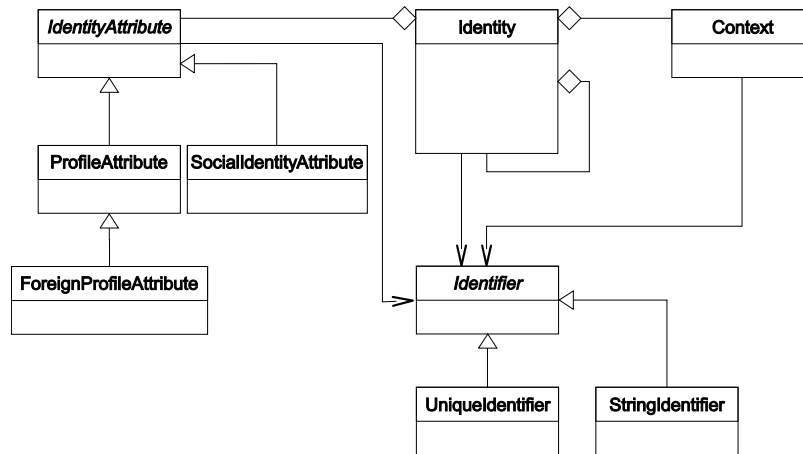 IdentityAttribute
Identity
Context
ProfileAttribute
SocialIdentityAttribute
ForeignProfileAttribute
Identifier
UniqueIdentifier
StringIdentifier